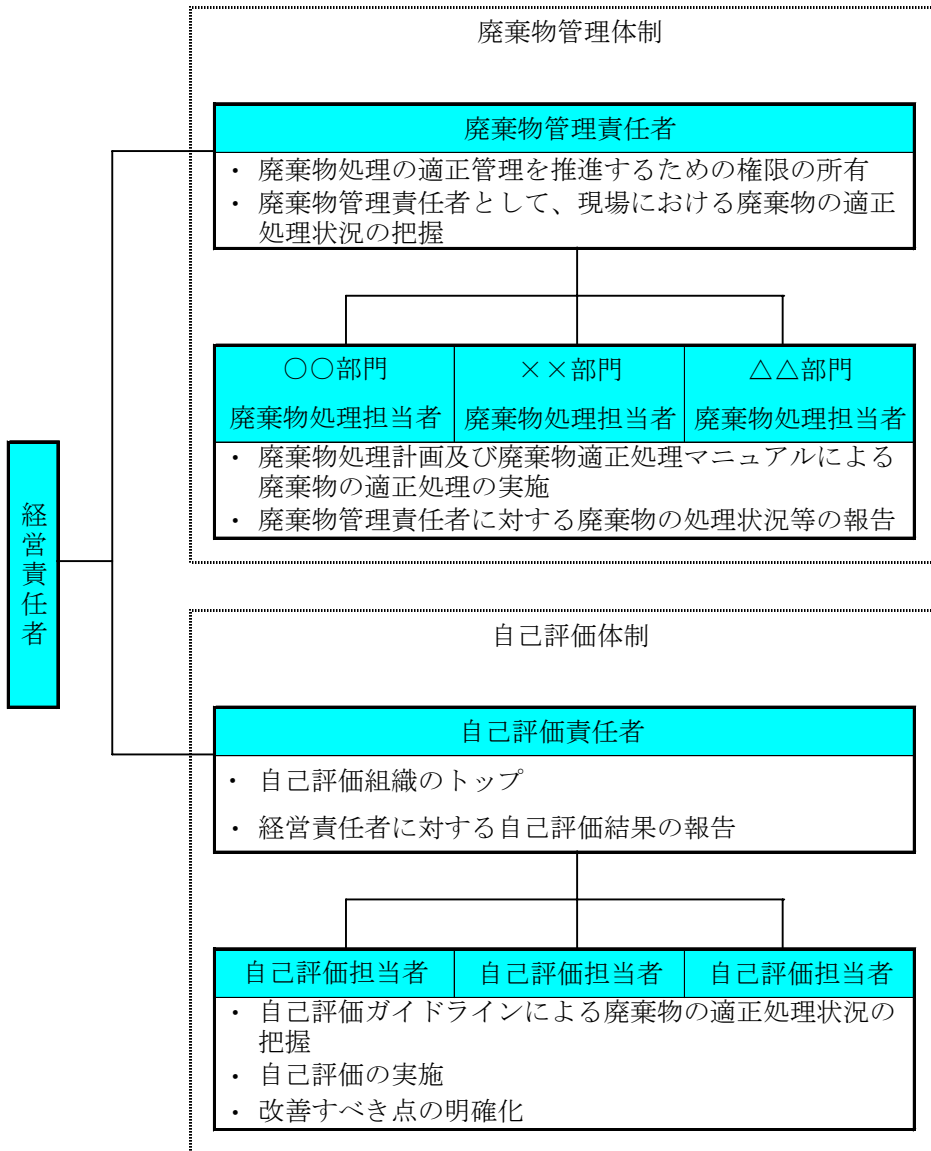 廃棄物管理体制
廃棄物管理責任者
・ 廃棄物処理の適正管理を推進するための権限の所有
・ 廃棄物管理責任者として、現場における廃棄物の適正
処理状況の把握
○○部門
廃棄物処理担当者
××部門
廃棄物処理担当者
△△部門
廃棄物処理担当者
・ 廃棄物処理計画及び廃棄物適正処理マニュアルによる
廃棄物の適正処理の実施
・ 廃棄物管理責任者に対する廃棄物の処理状況等の報告
経営責任者
自己評価体制
自己評価責任者
・ 自己評価組織のトップ
・ 経営責任者に対する自己評価結果の報告
自己評価担当者
自己評価担当者
自己評価担当者
・ 自己評価ガイドラインによる廃棄物の適正処理状況の
把握
・ 自己評価の実施
・ 改善すべき点の明確化